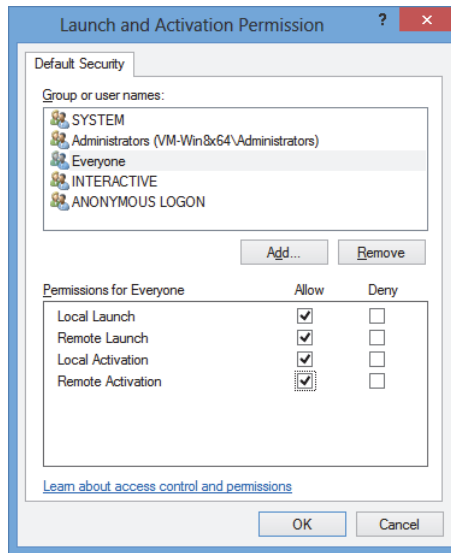 Launch and Activation Permission ? ×
Default Security
Group or user names:
SYSTEM
Administrators (VM-Win8x64\Administrators)
Everyone
INTERACTIVE
ANONYMOUS LOGON
Add... Remove
Permissions for Everyone Allow Deny
Local Launch
Remote Launch
Local Activation
Remote Activation
Learn about access control and permissions
OK Cancel